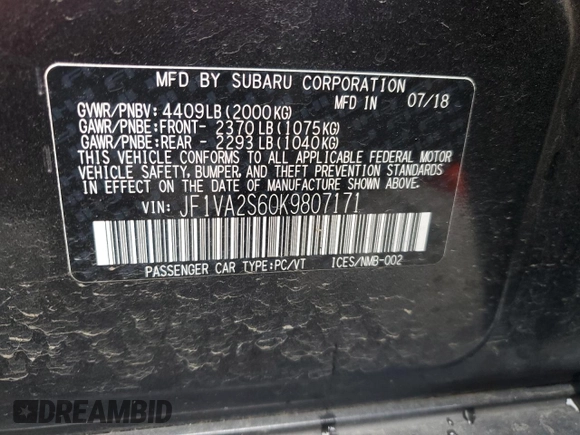 MFD BY SUBARU CORPORATION
MFD IN 07/18
GVWR/PNBV: 4409LB(2000KG)
GAWR/PNBE:FRONT- 2370LB(1075KG)
GAWR/PNBE:REAR - 2293LB(1040KG)
THIS VEHICLE CONFORMS TO ALL APPLICABLE FEDERAL MOTOR
VEHICLE SAFETY, BUMPER, AND THEFT PREVENTION STANDARDS
IN EFFECT ON THE DATE OF MANUFACTURE SHOWN ABOVE.
VIN: JF1VA2S60K9807171
PASSENGER CAR TYPE:PC/VT ICES/NMB-002
DREAMBID